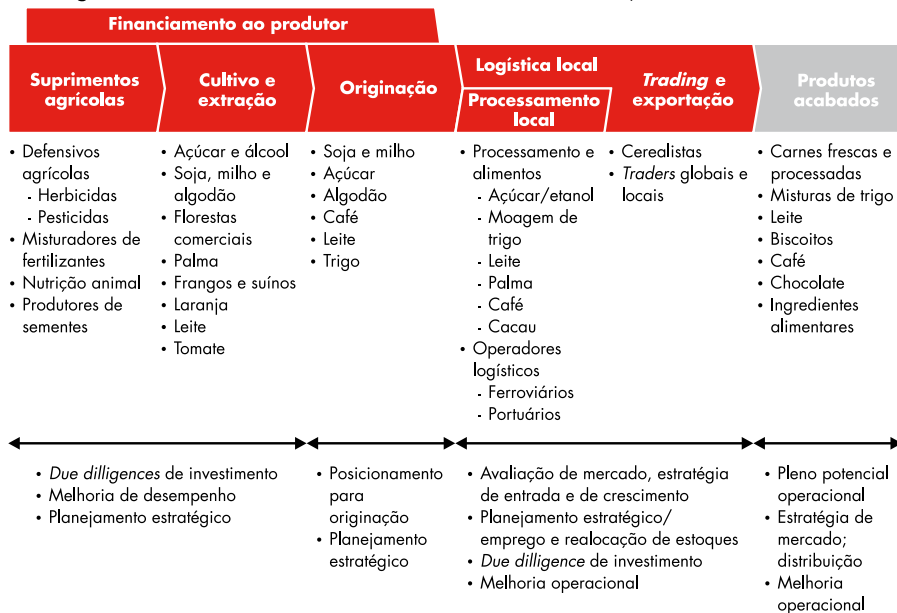 Financiamento ao produtor
Suprimentos
agrícolas
Cultivo e
extração
Originação
Logística local
Processamento
local
Trading e
exportação
Produtos
acabados
• Defensivos
agrícolas
- Herbicidas
- Pesticidas
• Misturadores de
fertilizantes
• Nutrição animal
• Produtores de
sementes
• Açúcar e álcool
• Soja, milho e
algodão
• Florestas
comerciais
• Palma
• Frangos e suínos
• Laranja
• Leite
• Tomate
• Soja e milho
• Açúcar
• Algodão
• Café
• Leite
• Trigo
• Processamento e
alimentos
- Açúcar/etanol
- Moagem de
trigo
- Leite
- Palma
- Café
- Cacau
• Operadores
logísticos
- Ferroviários
- Portuários
• Cerealistas
• Traders globais e
locais
• Carnes frescas e
processadas
• Misturas de trigo
• Leite
• Biscoitos
• Café
• Chocolate
• Ingredientes
alimentares
• Due dilligences de investimento
• Melhoria de desempenho
• Planejamento estratégico
• Posicionamento
para
originação
• Planejamento
estratégico
• Avaliação de mercado, estratégia
de entrada e de crescimento
• Planejamento estratégico/
emprego e realocação de estoques
• Due dilligence de investimento
• Melhoria operacional
• Pleno potencial
operacional
• Estratégia de
mercado;
distribuição
• Melhoria
operacional